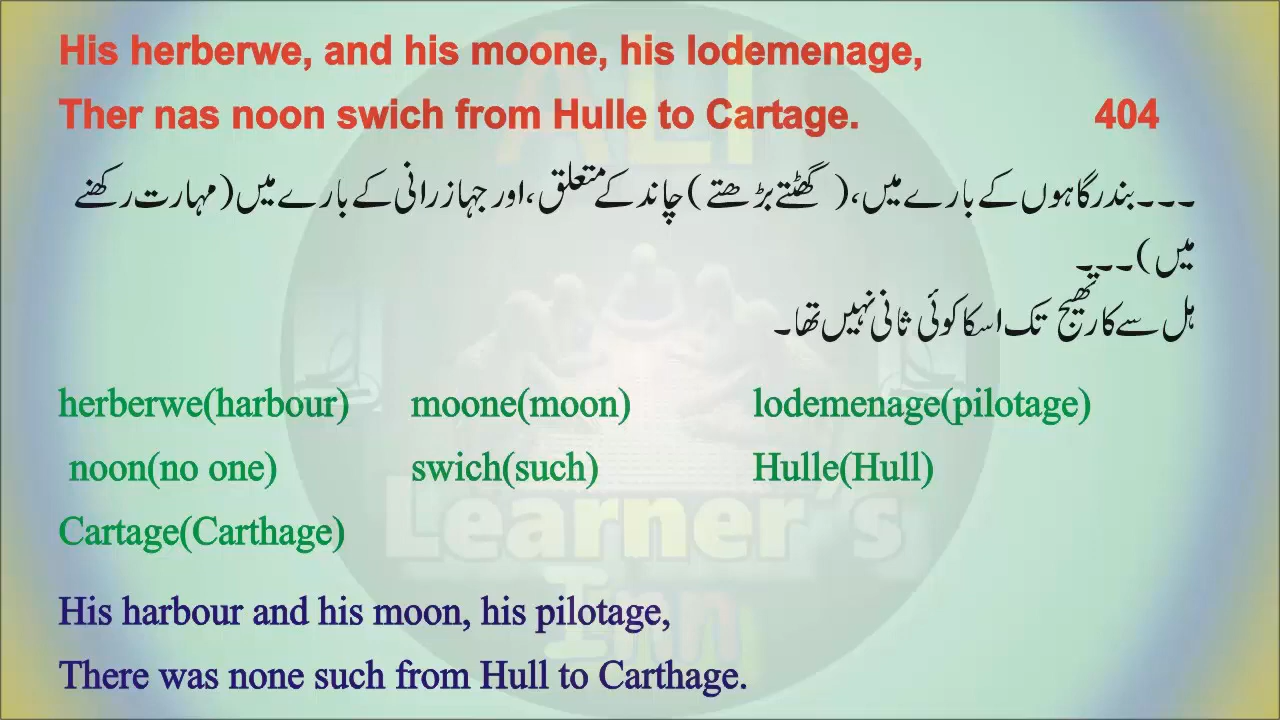 His herberwe, and his moone, his lodemenage,
Ther nas noon swich from Hulle to Cartage. 404
۔۔۔بندرگاہوں کے بارے میں،( گھٹتے بڑھتے ) چاند کے متعلق، اور جہازرانی کے بارے میں (مہارت رکھنے
میں)۔۔۔
ہل سے کارتھیج تک اسکا کوئی ثانی نہیں تھا۔
herberwe(harbour) moone(moon) lodemenage(pilotage)
noon(no one) swich(such) Hulle(Hull)
Cartage(Carthage)
His harbour and his moon, his pilotage,
There was none such from Hull to Carthage.
ALI
Learner's
Inn